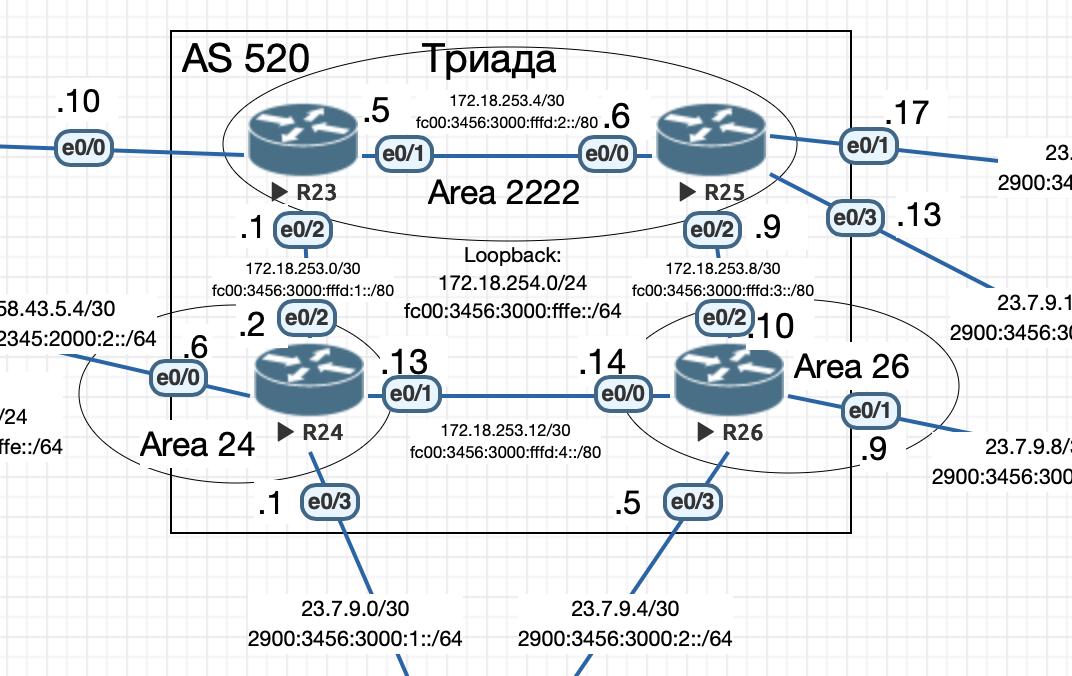 AS 520
Триада
.10
e0/0
.5
172.18.253.4/30
fc00:3456:3000:fffd:2::/80
.6
e0/1
e0/0
.17
e0/1
23.
2900:34
R23
Area 2222
R25
.1
e0/2
e0/2
.9
e0/3
.13
Loopback:
172.18.254.0/24
fc00:3456:3000:fffe::/64
172.18.253.0/30
fc00:3456:3000:fffd:1::/80
172.18.253.8/30
fc00:3456:3000:fffd:3::/80
23.7.9.1
2900:3456:30
58.43.5.4/30
2345:2000:2::/64
.2
e0/2
e0/2
.10
.6
e0/0
.13
e0/1
.14
e0/0
Area 26
e0/1
.9
/24
ffe::/64
Area 24
R24
172.18.253.12/30
fc00:3456:3000:fffd:4::/80
R26
23.7.9.8/3
2900:3456:300
.1
e0/3
.5
e0/3
23.7.9.0/30
2900:3456:3000:1::/64
23.7.9.4/30
2900:3456:3000:2::/64